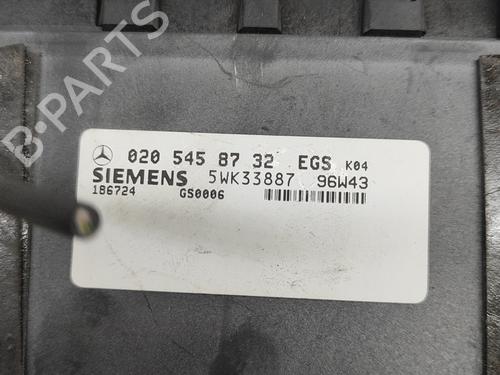 020 545 87 32 EGS K04
SIEMENS 5WK33887 96W43
186724 GS0006
B-PARTS